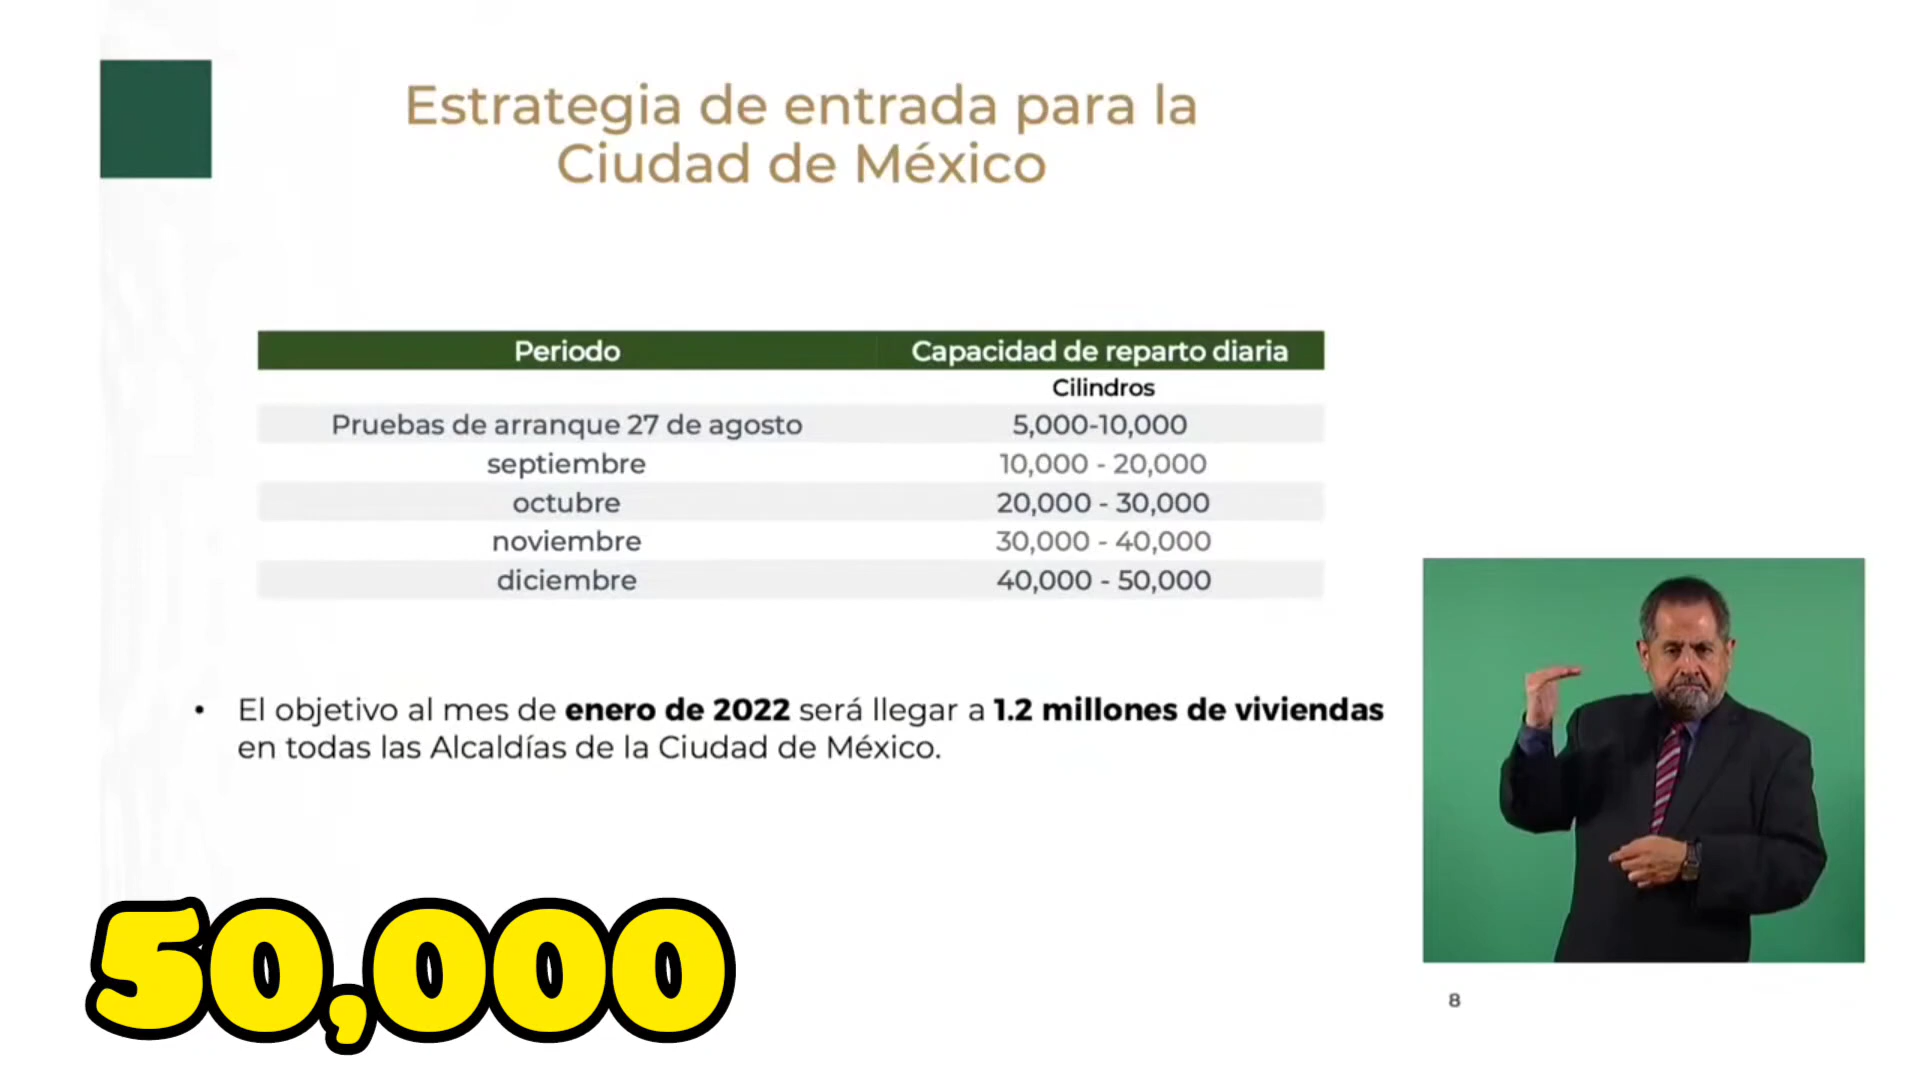 Estrategia de entrada para la
Ciudad de México
Periodo Capacidad de reparto diaria
Cilindros
Pruebas de arranque 27 de agosto 5,000-10,000
septiembre 10,000 - 20,000
octubre 20,000 - 30,000
noviembre 30,000 - 40,000
diciembre 40,000 - 50,000
• El objetivo al mes de enero de 2022 será llegar a 1.2 millones de viviendas
en todas las Alcaldías de la Ciudad de México.
50,000
8